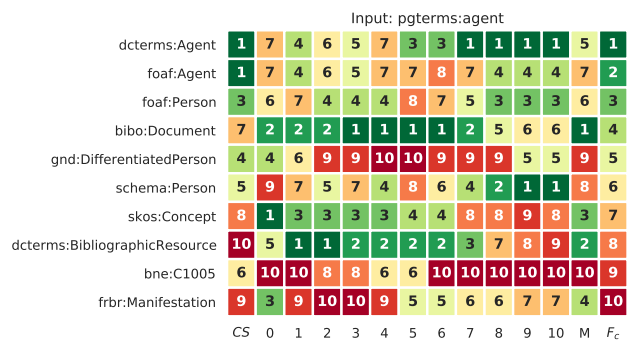 Input: pgterms:agent
dcterms:Agent 1 7 4 6 5 7 3 3 1 1 1 1 5 1
foaf:Agent 1 7 4 6 5 7 7 8 7 4 4 4 7 2
foaf:Person 3 6 7 4 4 4 8 7 5 3 3 3 6 3
bibo:Document 7 2 2 2 1 1 1 1 2 5 6 6 1 4
gnd:DifferentiatedPerson 4 4 6 9 9 10 10 9 9 9 5 5 9 5
schema:Person 5 9 7 5 7 4 8 6 4 2 1 1 8 6
skos:Concept 8 1 3 3 3 3 4 4 8 8 9 8 3 7
dcterms:BibliographicResource 10 5 1 1 2 2 2 2 3 7 8 9 2 8
bne:C1005 6 10 10 8 8 6 6 10 10 10 10 10 10 9
frbr:Manifestation 9 3 9 10 10 9 5 5 6 6 7 7 4 10
CS 0 1 2 3 4 5 6 7 8 9 10 M Fc